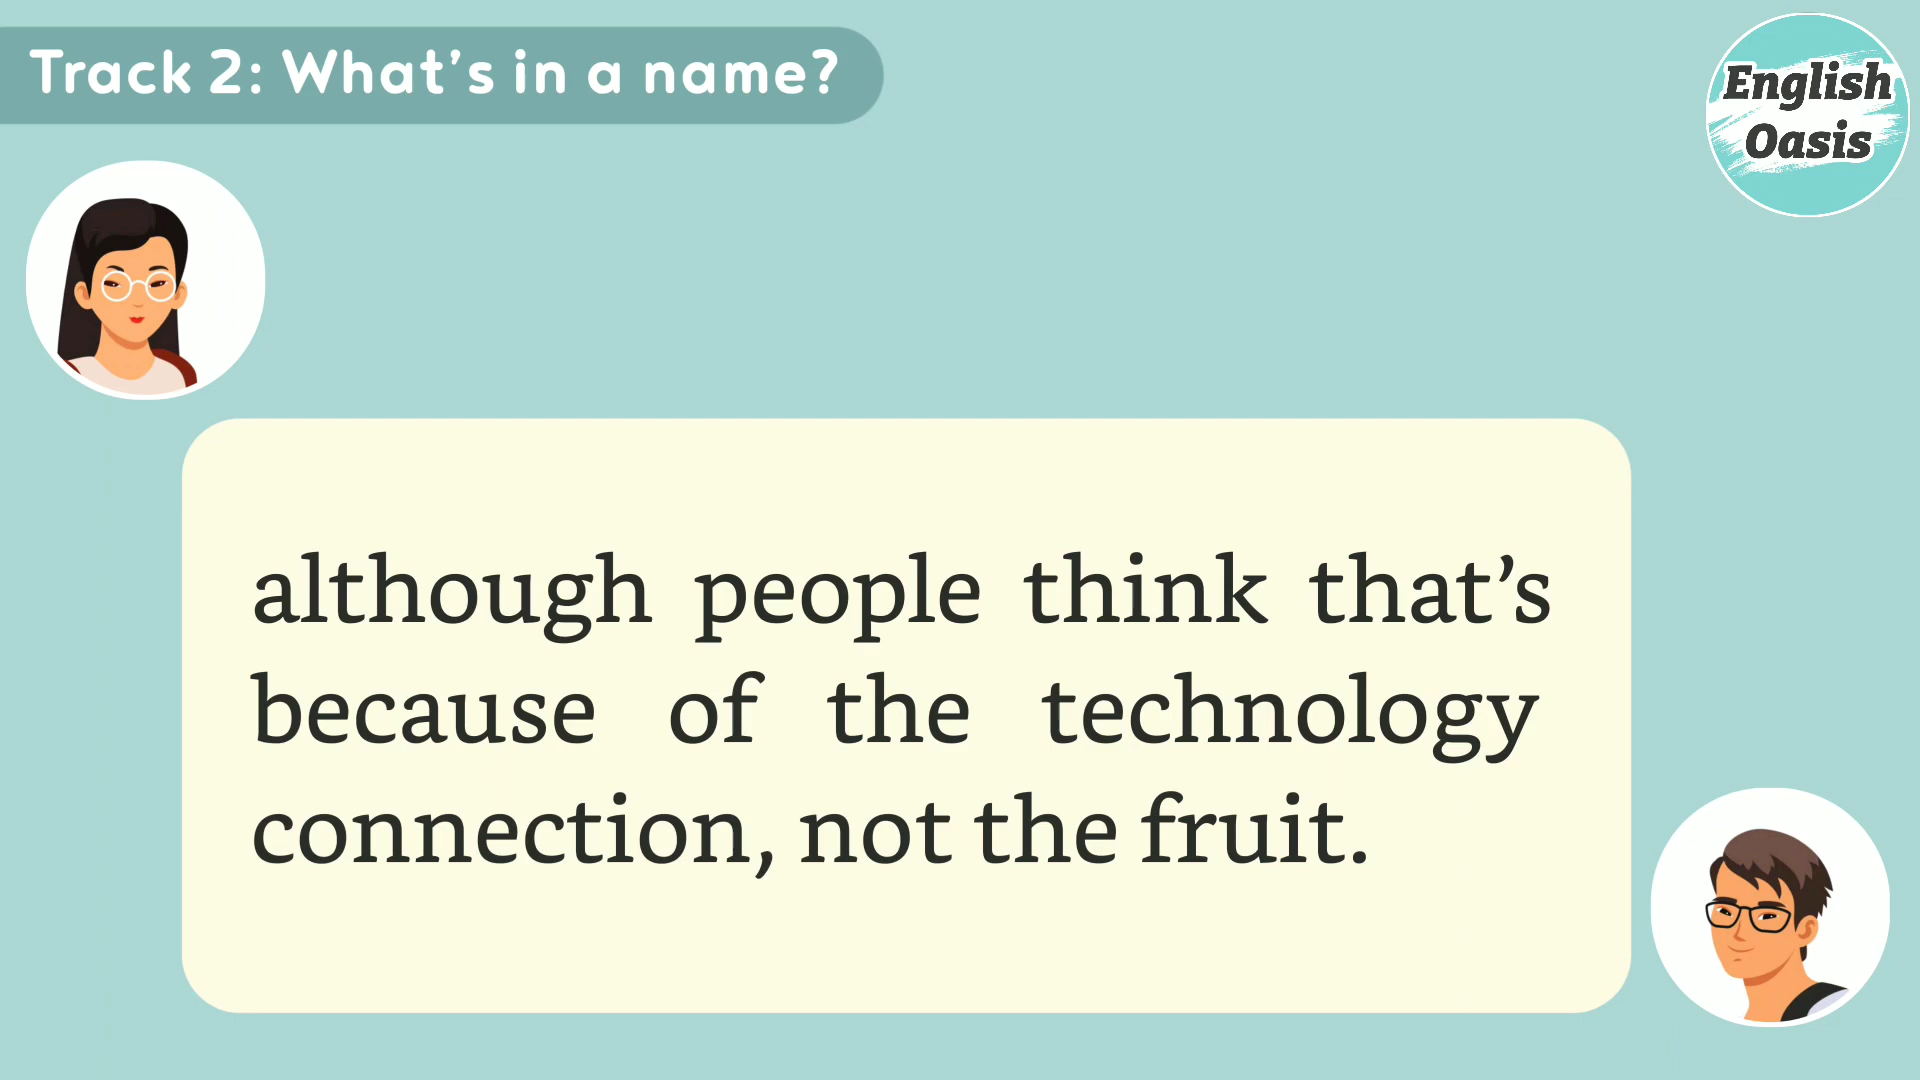 Track 2: What’s in a name?
English
Oasis
although people think that’s
because of the technology
connection, not the fruit.